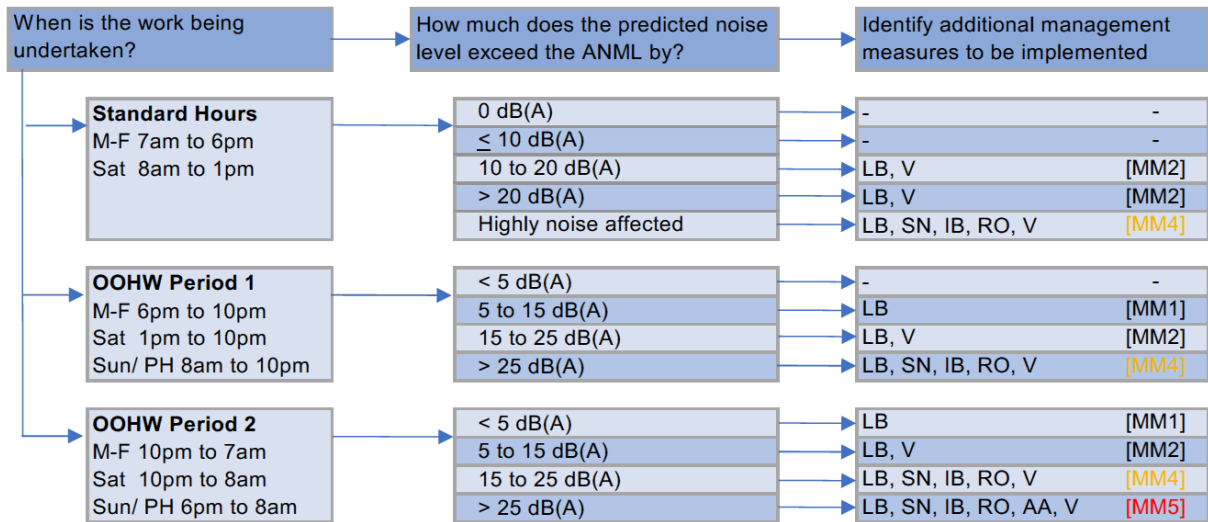 When is the work being
undertaken?
How much does the predicted noise
level exceed the ANML by?
Identify additional management
measures to be implemented
Standard Hours
M-F 7am to 6pm
Sat 8am to 1pm
0 dB(A)
- -
≤ 10 dB(A)
- -
10 to 20 dB(A)
LB, V [MM2]
> 20 dB(A)
LB, V [MM2]
Highly noise affected
LB, SN, IB, RO, V [MM4]
OOHW Period 1
M-F 6pm to 10pm
Sat 1pm to 10pm
Sun/ PH 8am to 10pm
< 5 dB(A)
- -
5 to 15 dB(A)
LB [MM1]
15 to 25 dB(A)
LB, V [MM2]
> 25 dB(A)
LB, SN, IB, RO, V [MM4]
OOHW Period 2
M-F 10pm to 7am
Sat 10pm to 8am
Sun/ PH 6pm to 8am
< 5 dB(A)
LB [MM1]
5 to 15 dB(A)
LB, V [MM2]
15 to 25 dB(A)
LB, SN, IB, RO, V [MM4]
> 25 dB(A)
LB, SN, IB, RO, AA, V [MM5]